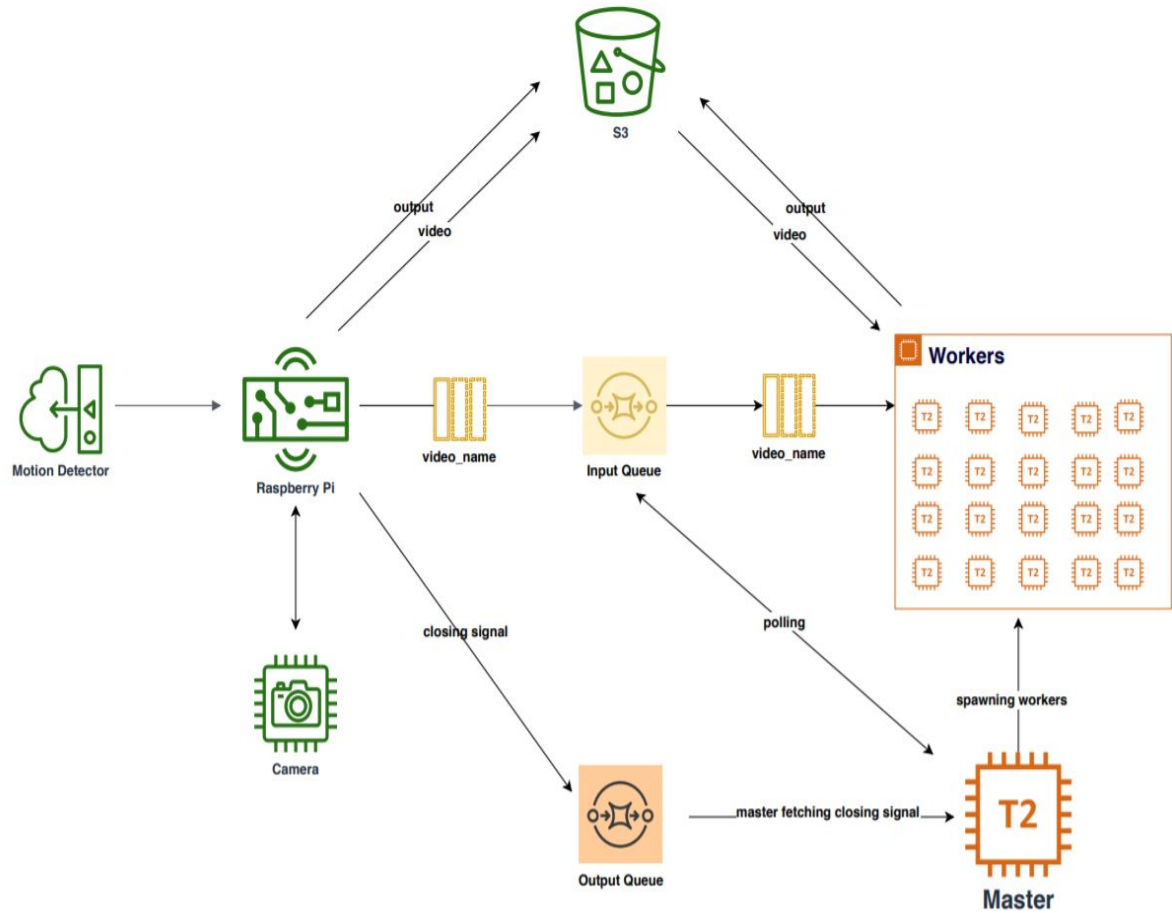 S3
output
video
output
video
Workers
T2 T2 T2 T2 T2
T2 T2 T2 T2 T2
T2 T2 T2 T2 T2
T2 T2 T2 T2 T2
Motion Detector
Raspberry Pi
video_name
Input Queue
video_name
closing signal
polling
spawning workers
Camera
master fetching closing signal
T2
Output Queue
Master